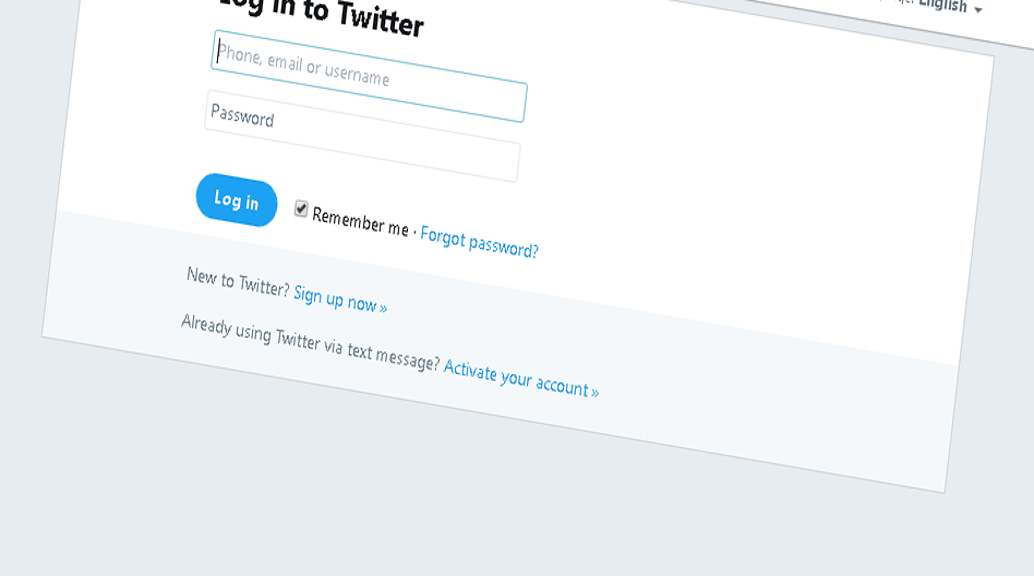 English
Log in to Twitter
Phone, email or username
Password
Log in
Remember me · Forgot password?
New to Twitter? Sign up now »
Already using Twitter via text message? Activate your account »